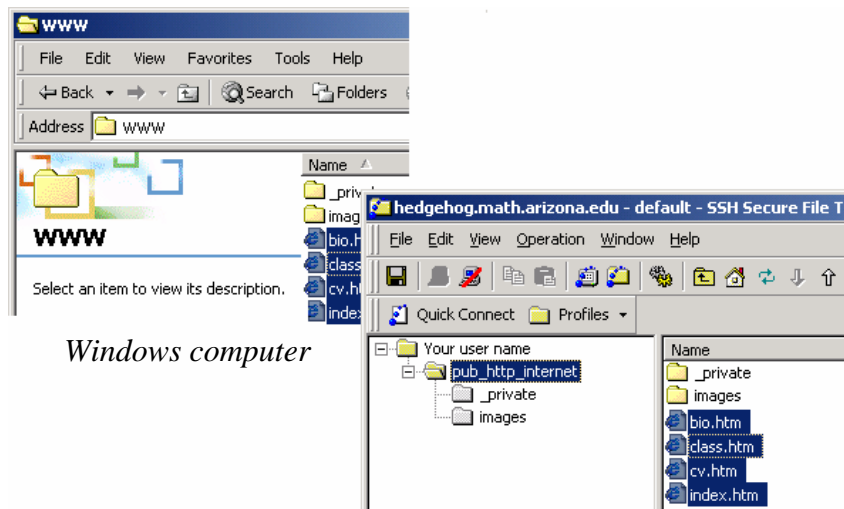 www
File Edit View Favorites Tools Help
Back Search Folders
Address www
Name
www
Select an item to view its description.
Windows computer
hedgehog.math.arizona.edu - default - SSH Secure File T
File Edit View Operation Window Help
Quick Connect Profiles
Your user name
pub_http_internet
_private
images
Name
_private
images
bio.htm
class.htm
cv.htm
index.htm